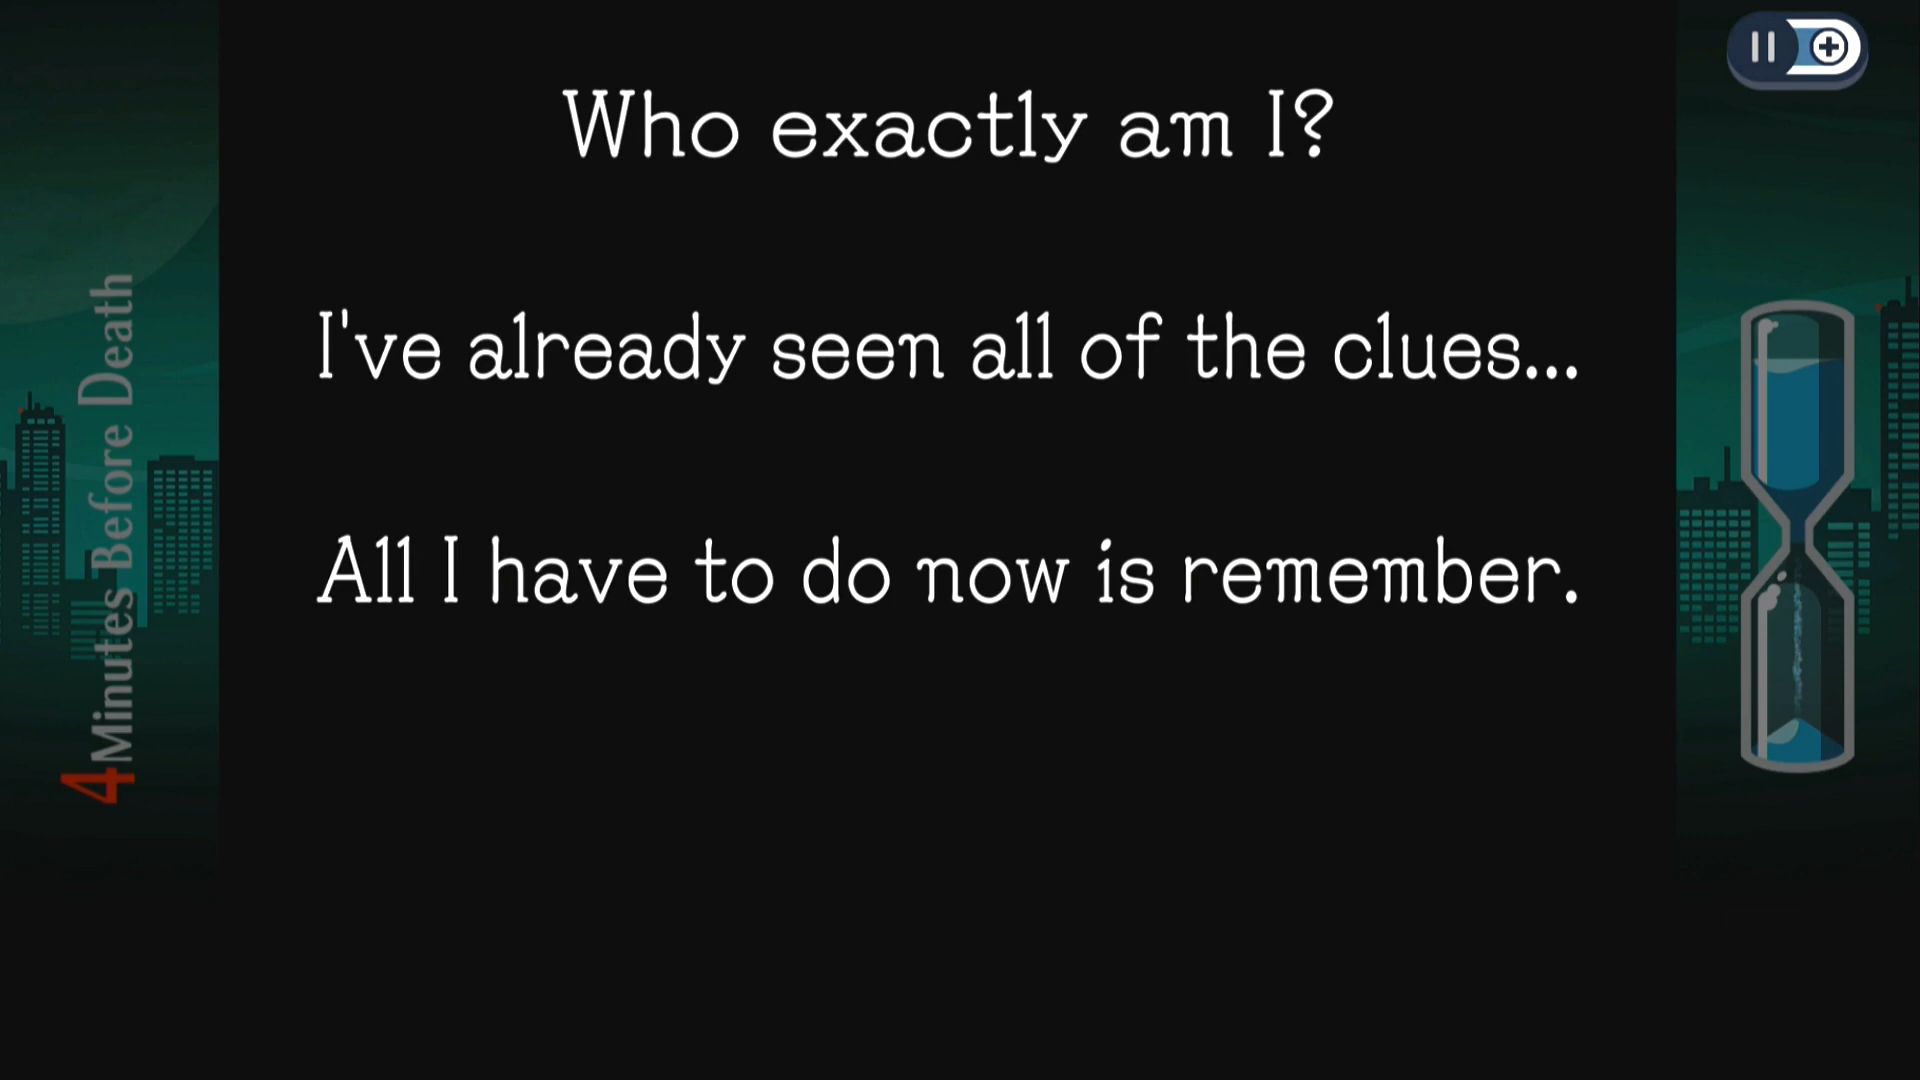 Who exactly am I?
I've already seen all of the clues...
All I have to do now is remember.
4 Minutes Before Death